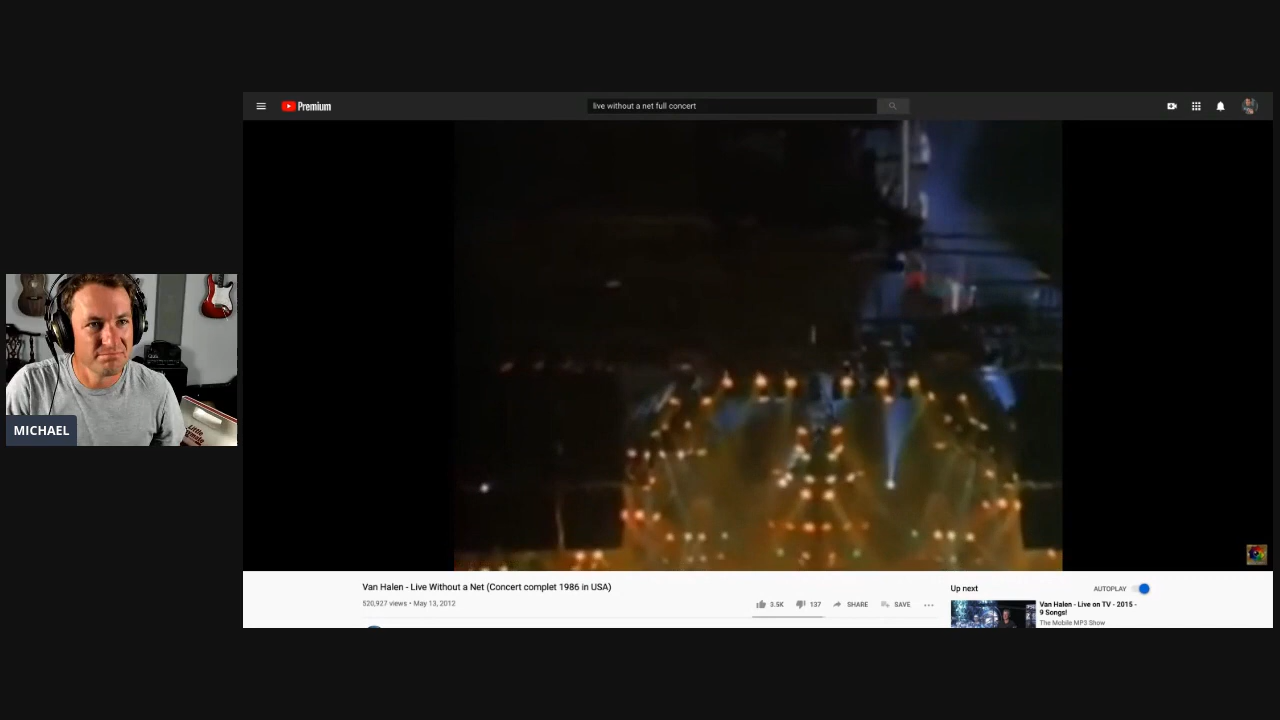 Premium
live without a net full concert
MICHAEL
Van Halen - Live Without a Net (Concert complet 1986 in USA)
520,927 views • May 13, 2012
3.5K
137
SHARE
SAVE
Up next
AUTOPLAY
Van Halen - Live on TV - 2015 -
9 Songs!
The Mobile MP3 Show